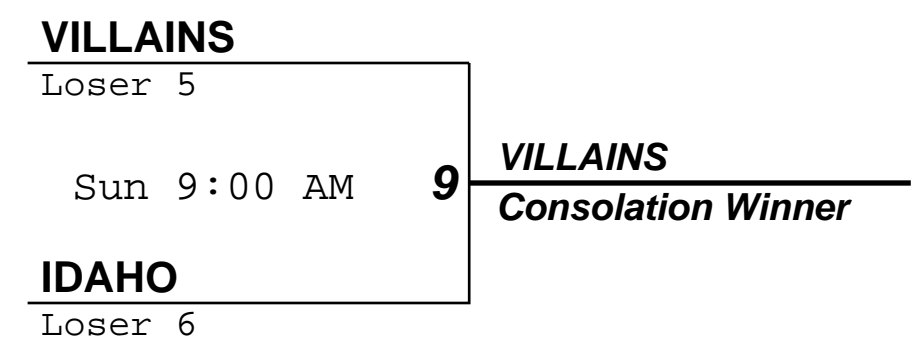 VILLAINS
Loser 5
Sun 9:00 AM 9
VILLAINS
Consolation Winner
IDAHO
Loser 6